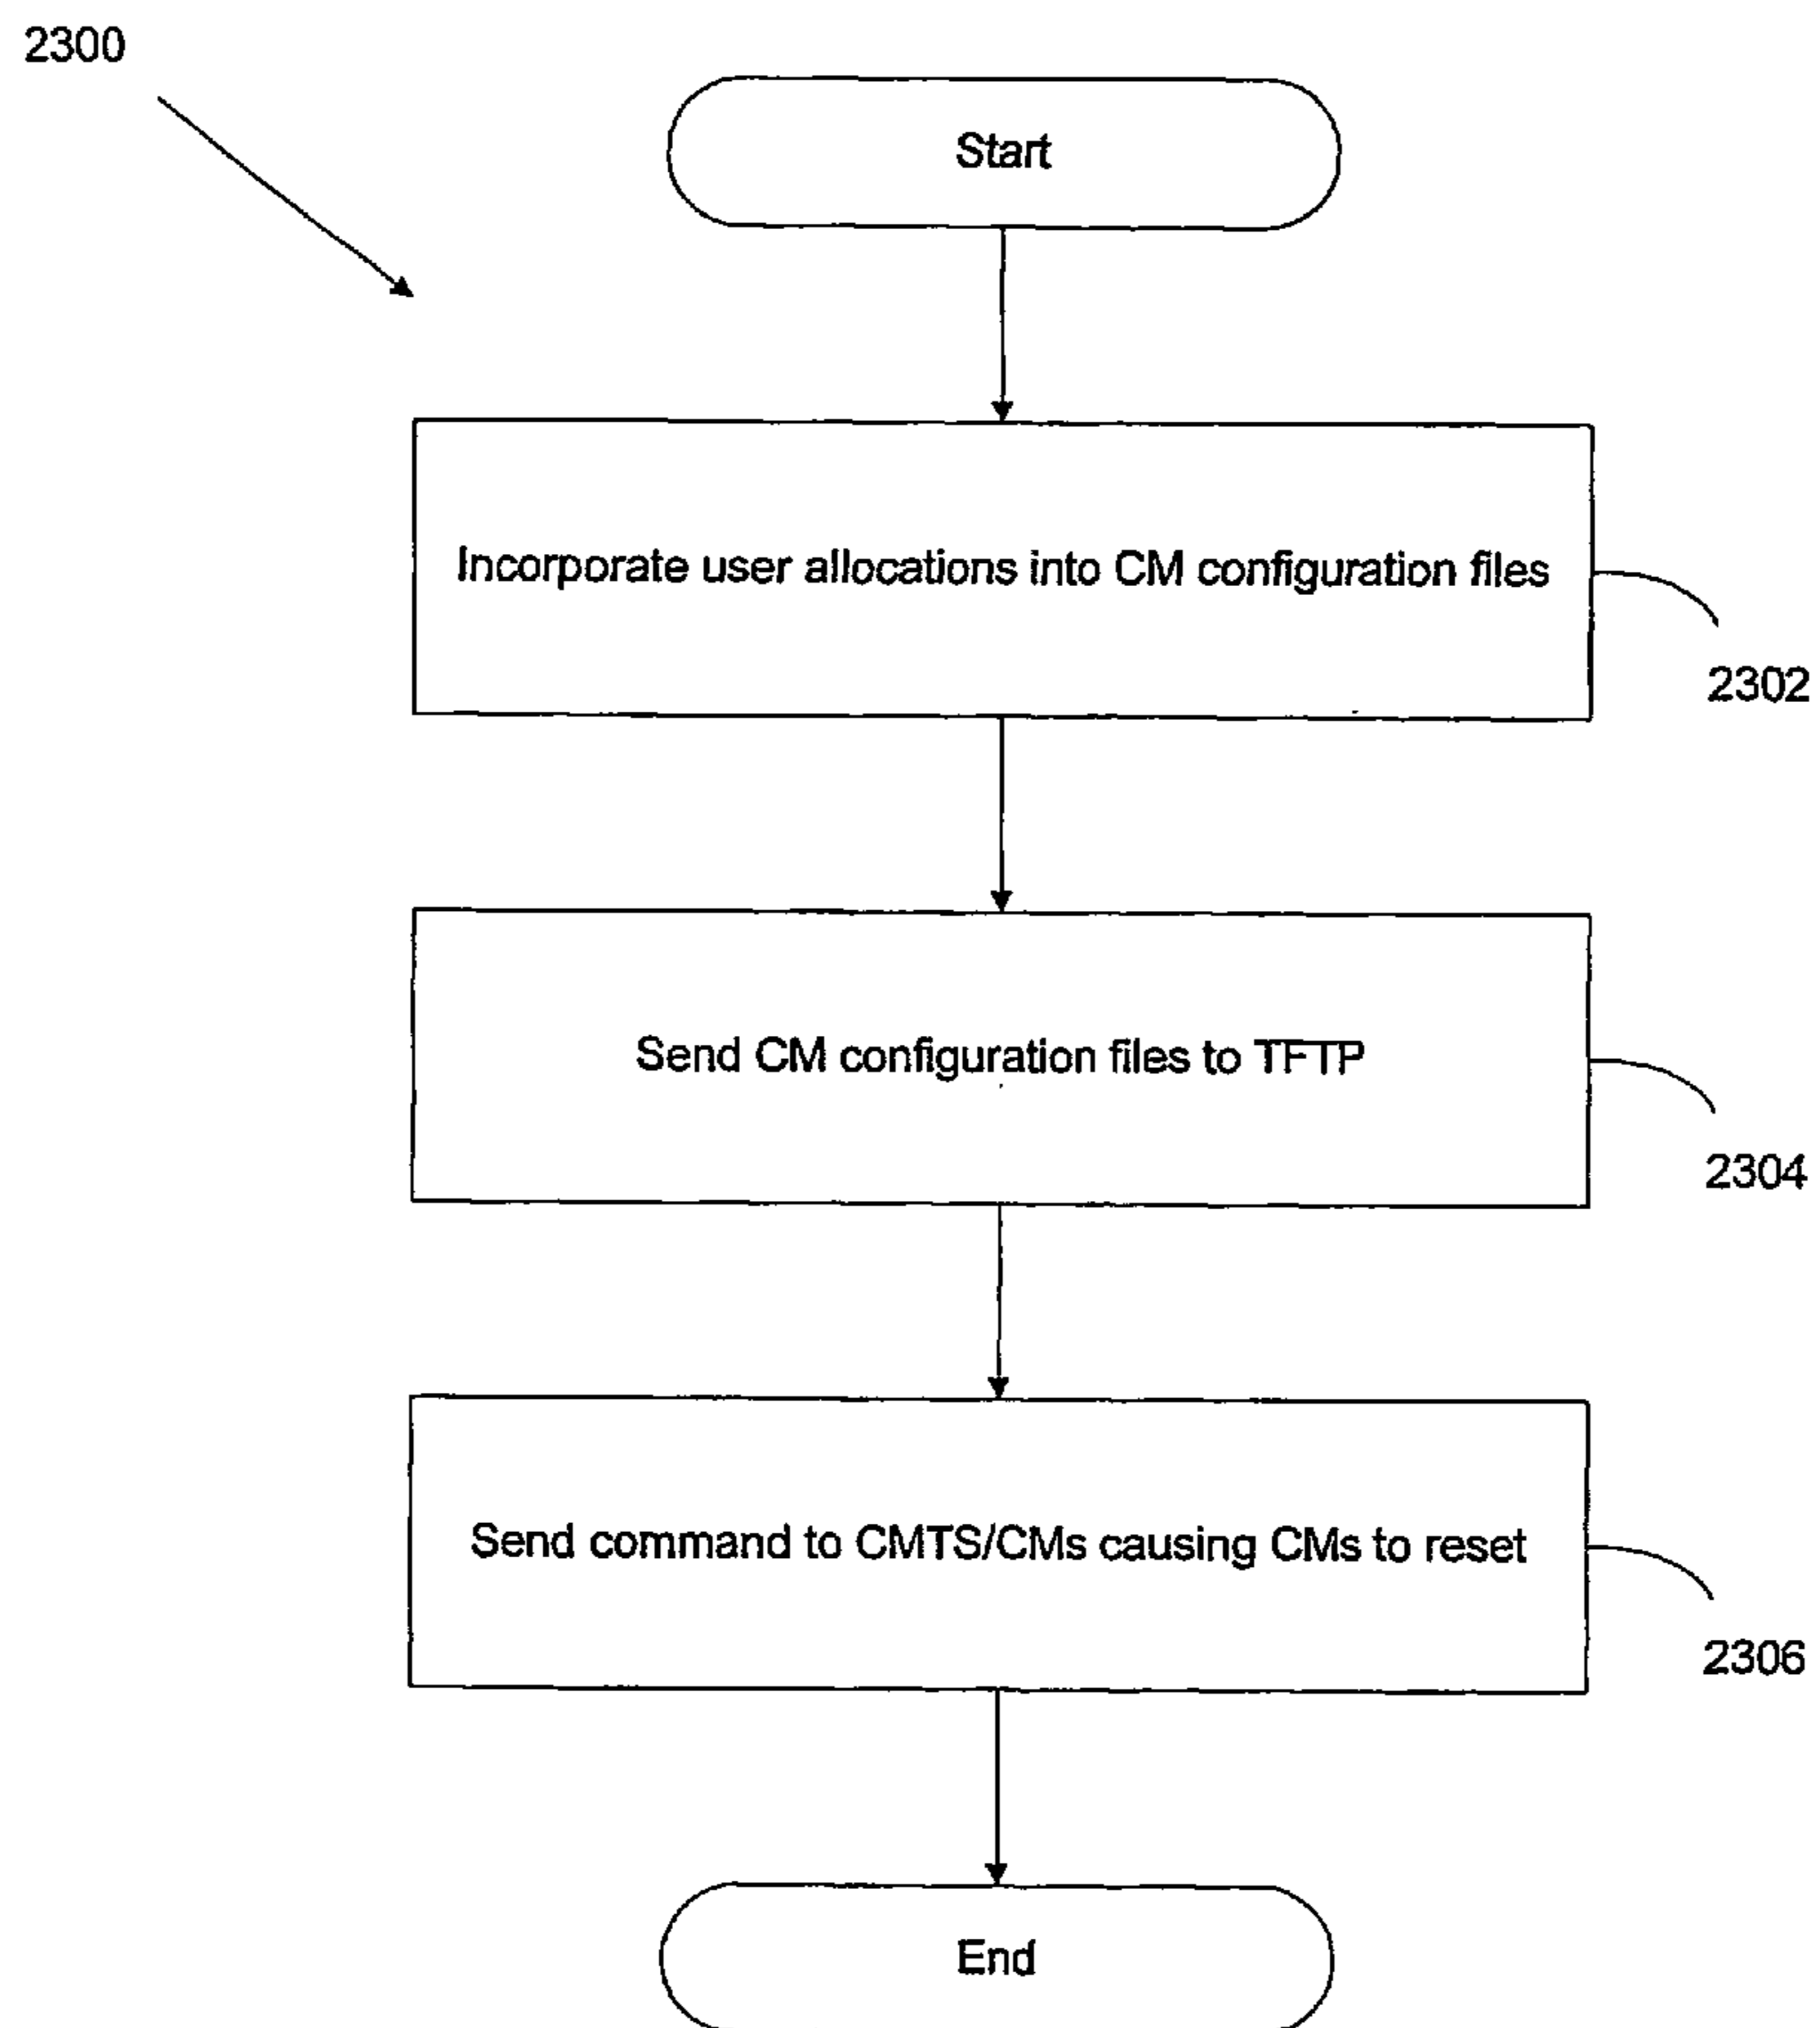 2300
Start
Incorporate user allocations into CM configuration files
2302
Send CM configuration files to TFTP
2304
Send command to CMTS/CMs causing CMs to reset
2306
End